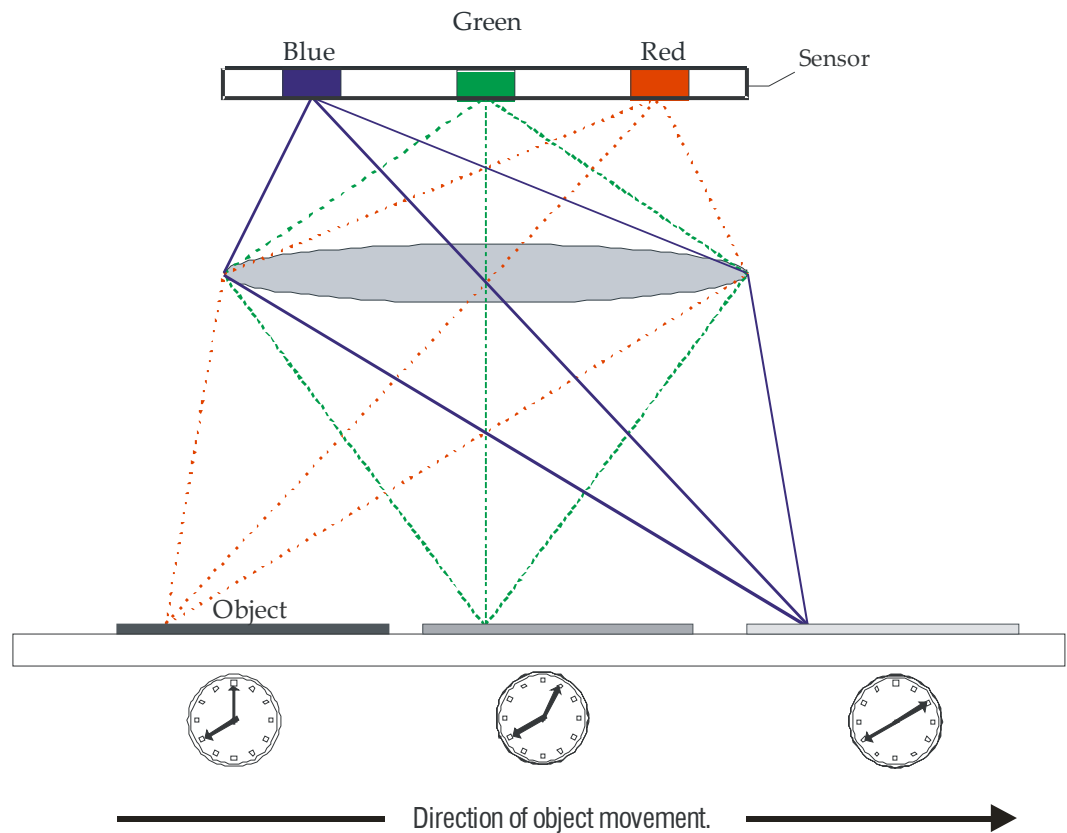 Green
Blue
Red
Sensor
Object
Direction of object movement.